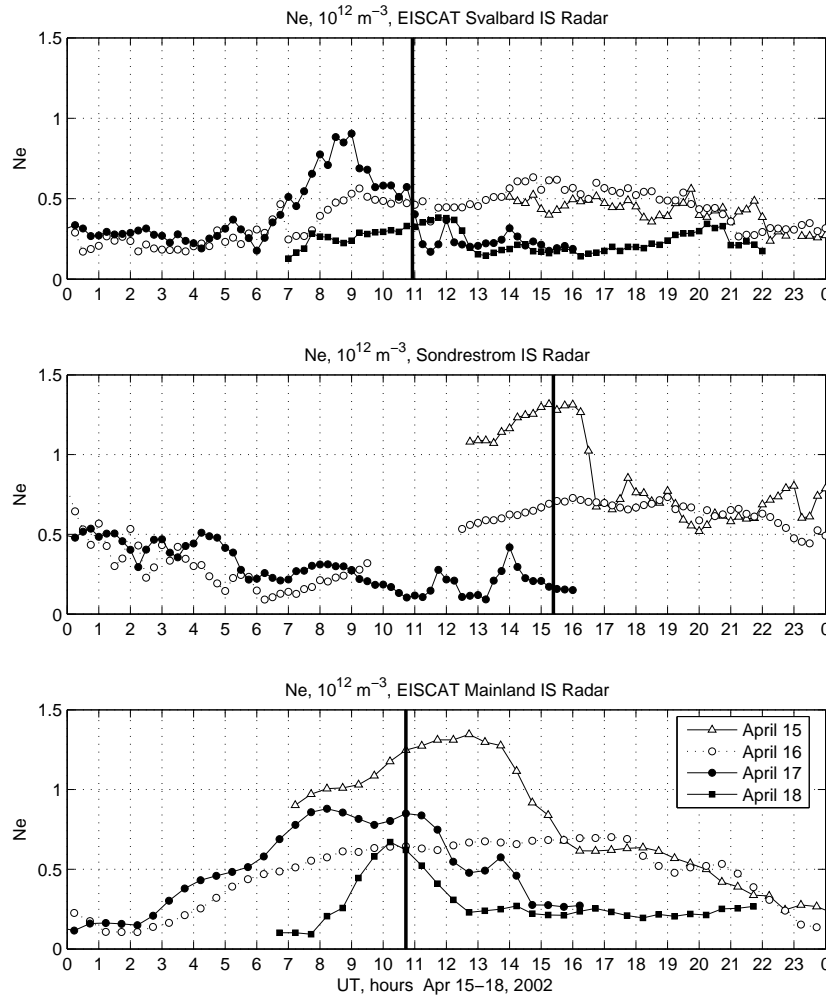 Ne, 10^12 m^−3, EISCAT Svalbard IS Radar
1.5
1
0.5
0
Ne
0 1 2 3 4 5 6 7 8 9 10 11 12 13 14 15 16 17 18 19 20 21 22 23 0
Ne, 10^12 m^−3, Sondrestrom IS Radar
1.5
1
0.5
0
Ne
0 1 2 3 4 5 6 7 8 9 10 11 12 13 14 15 16 17 18 19 20 21 22 23 0
Ne, 10^12 m^−3, EISCAT Mainland IS Radar
1.5
1
0.5
0
Ne
April 15
April 16
April 17
April 18
0 1 2 3 4 5 6 7 8 9 10 11 12 13 14 15 16 17 18 19 20 21 22 23 0
UT, hours Apr 15−18, 2002